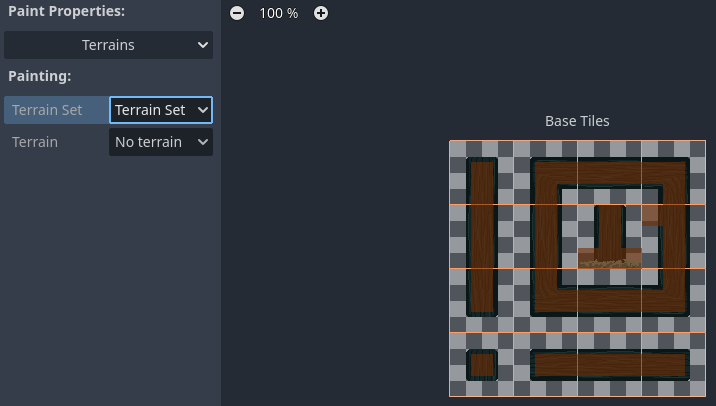 Paint Properties:
100 %
Terrains
Painting:
Terrain Set Terrain Set
Base Tiles
Terrain No terrain